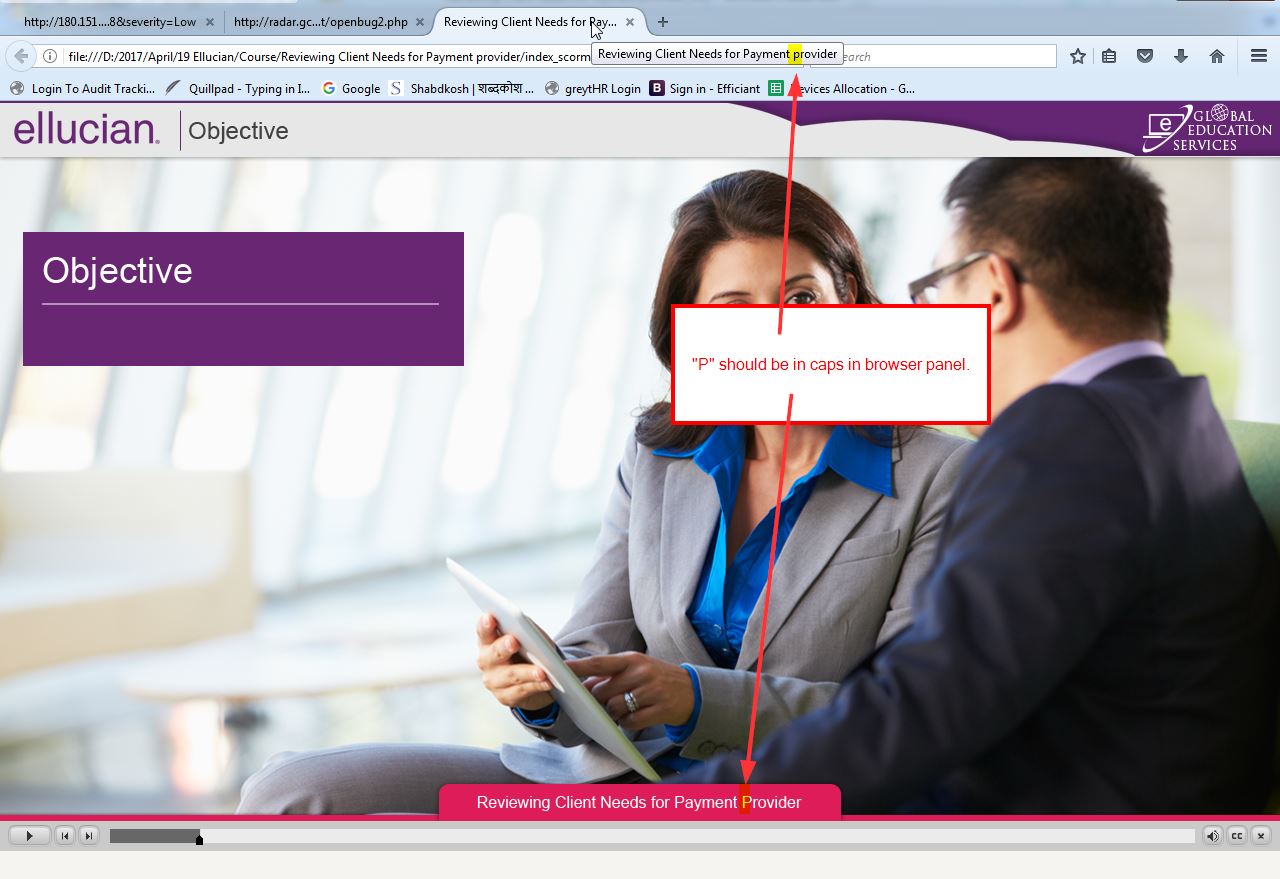 http://180.151....8&severity=Low
http://radar.gc...t/openbug2.php
Reviewing Client Needs for Pay...
file:///D:/2017/April/19 Ellucian/Course/Reviewing Client Needs for Payment provider/index_scorm
Reviewing Client Needs for Payment provider
Login To Audit Tracki...
Quillpad - Typing in I...
Google
Shabdkosh | शब्दकोश ...
greytHR Login
Sign in - Efficiant
Devices Allocation - G...
ellucian.
Objective
e GLOBAL
EDUCATION
SERVICES
Objective
"P" should be in caps in browser panel.
Reviewing Client Needs for Payment Provider
CC